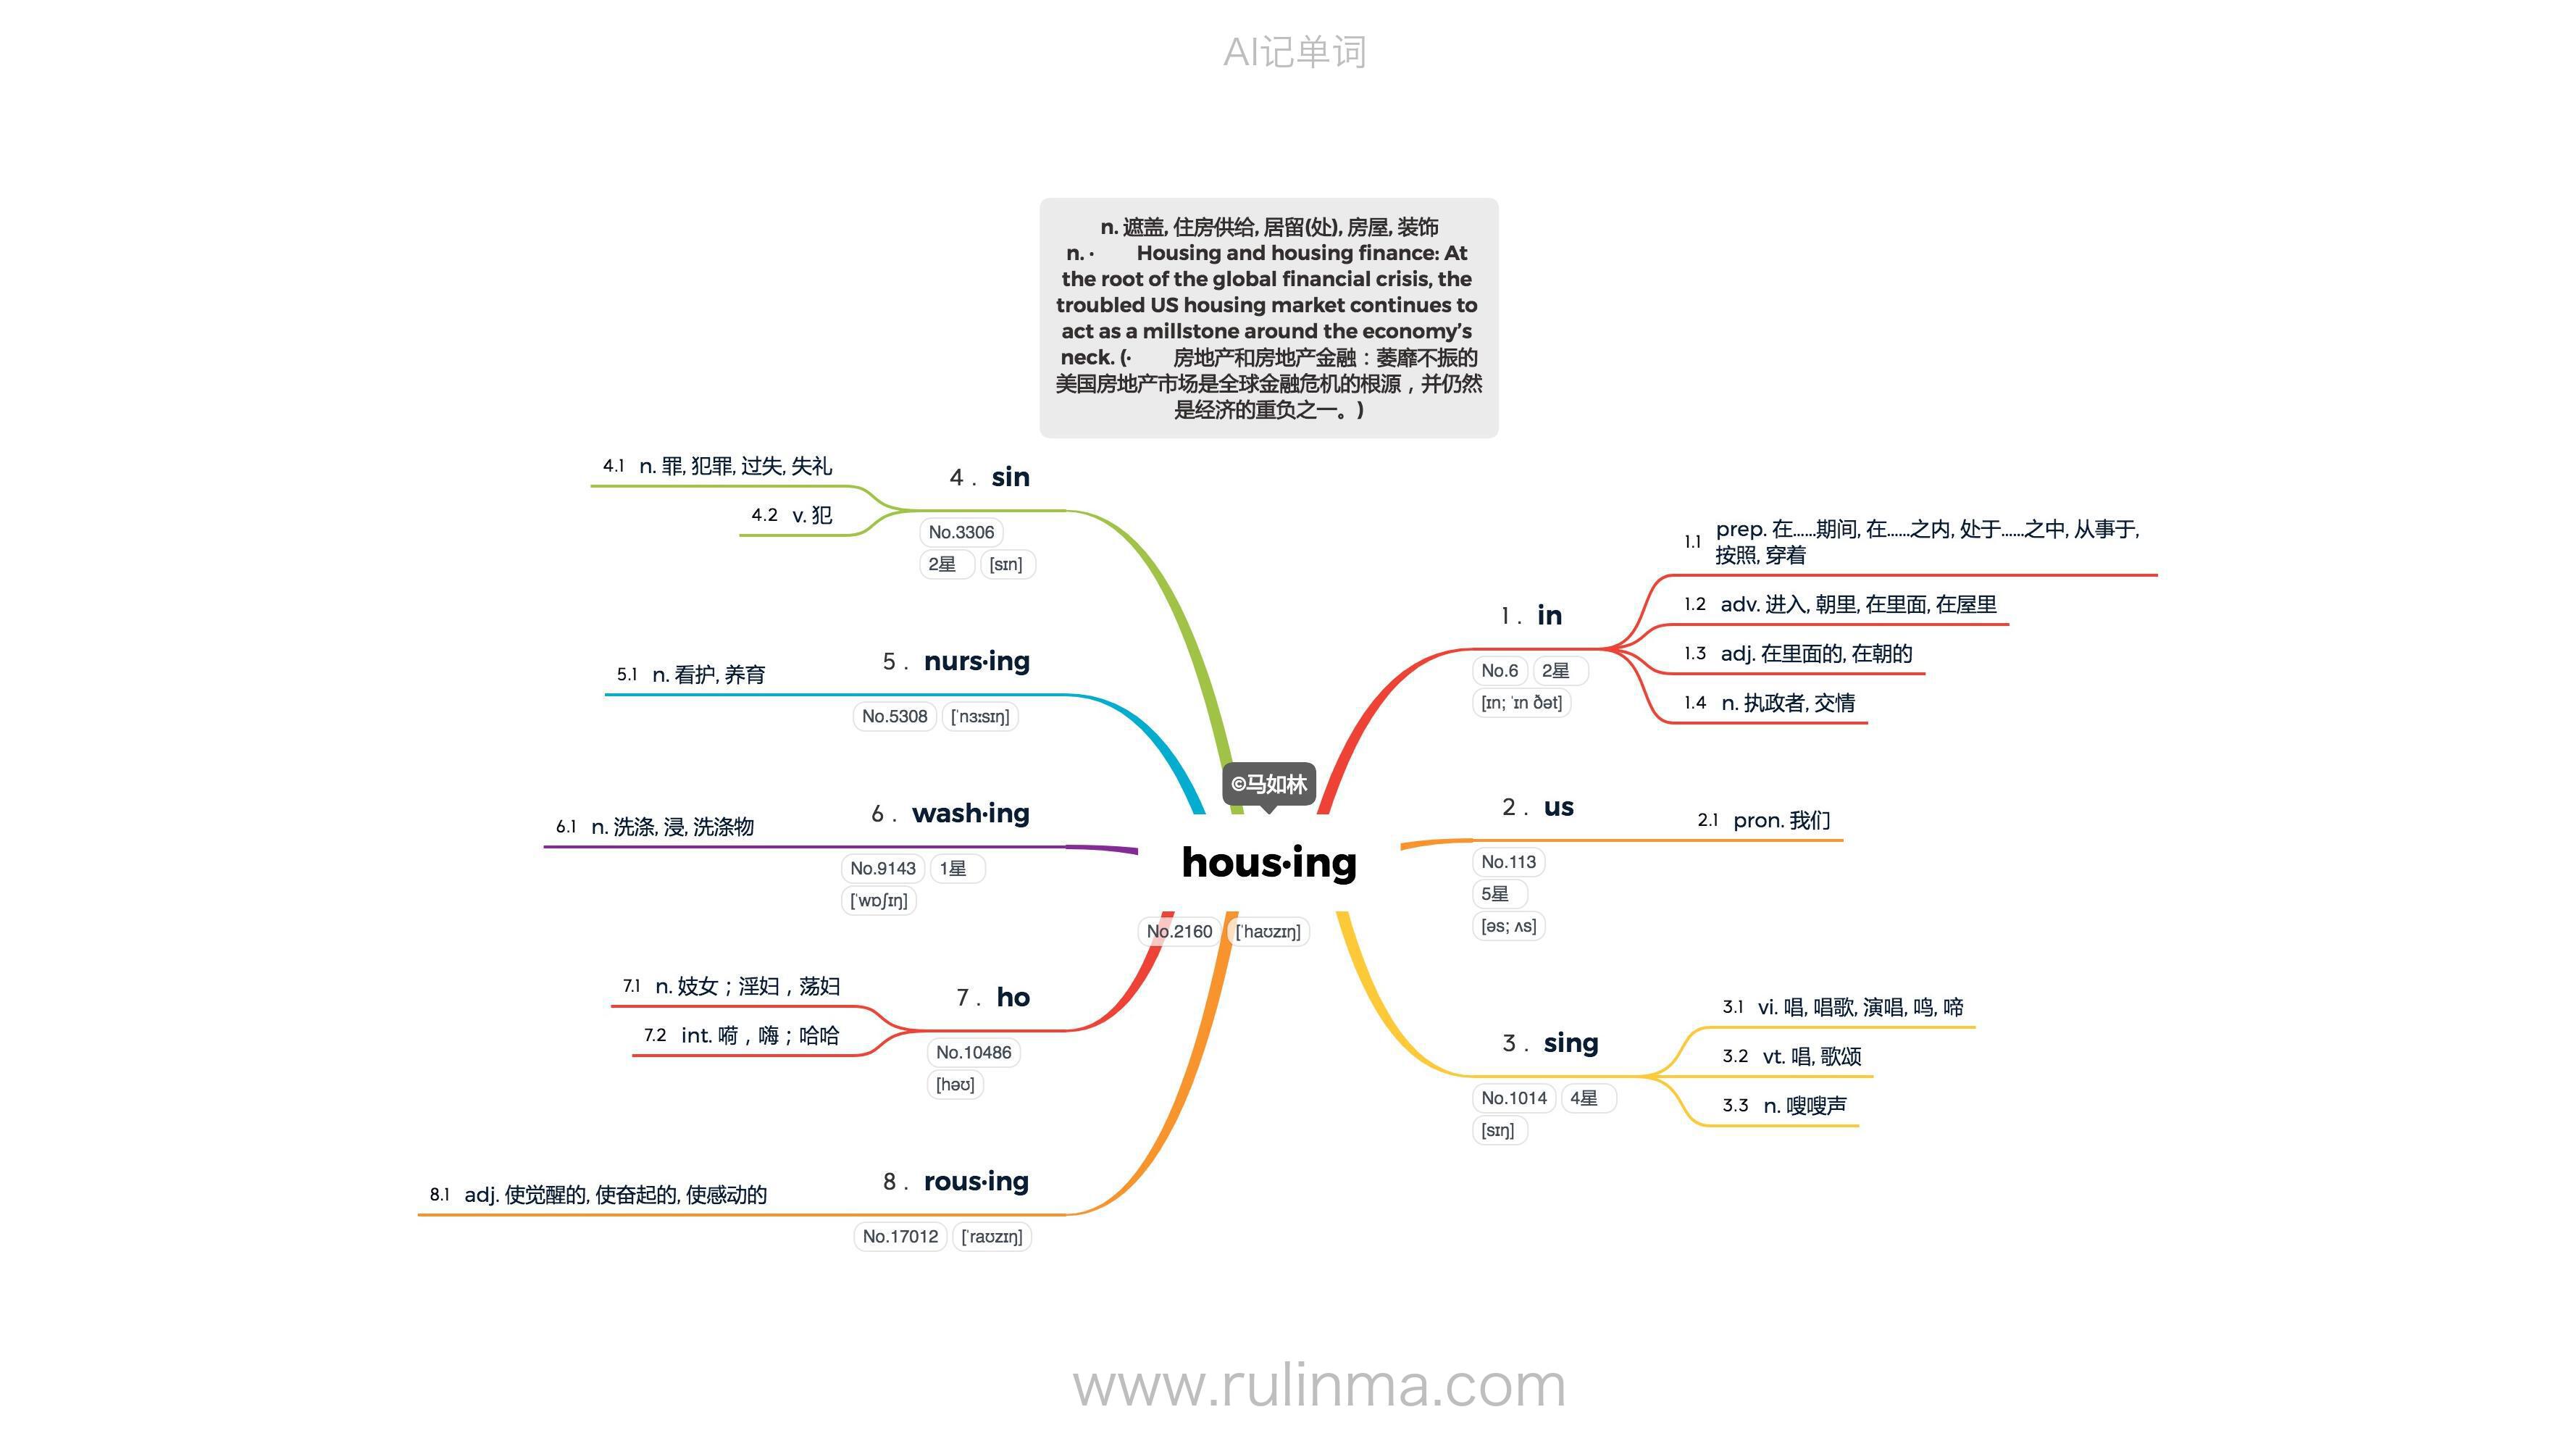 AI记单词
n. 遮盖, 住房供给, 居留(处), 房屋, 装饰
n. · Housing and housing finance: At
the root of the global financial crisis, the
troubled US housing market continues to
act as a millstone around the economy’s
neck. (· 房地产和房地产金融：萎靡不振的
美国房地产市场是全球金融危机的根源，并仍然
是经济的重负之一。)
©马如林
hous·ing
No.2160 [ˈhaʊzɪŋ]
1. in
No.6 2星
[ɪn; ˈɪn ðət]
1.1 prep. 在……期间, 在……之内, 处于……之中, 从事于,
按照, 穿着
1.2 adv. 进入, 朝里, 在里面, 在屋里
1.3 adj. 在里面的, 在朝的
1.4 n. 执政者, 交情
2. us
No.113
5星
[əs; ʌs]
2.1 pron. 我们
3. sing
No.1014 4星
[sɪŋ]
3.1 vi. 唱, 唱歌, 演唱, 鸣, 啼
3.2 vt. 唱, 歌颂
3.3 n. 嗖嗖声
4. sin
No.3306
2星 [sɪn]
4.1 n. 罪, 犯罪, 过失, 失礼
4.2 v. 犯
5. nurs·ing
No.5308 [ˈnɜːsɪŋ]
5.1 n. 看护, 养育
6. wash·ing
No.9143 1星
[ˈwɒʃɪŋ]
6.1 n. 洗涤, 浸, 洗涤物
7. ho
No.10486
[həʊ]
7.1 n. 妓女；淫妇，荡妇
7.2 int. 嗬，嗨；哈哈
8. rous·ing
No.17012 [ˈraʊzɪŋ]
8.1 adj. 使觉醒的, 使奋起的, 使感动的
www.rulinma.com